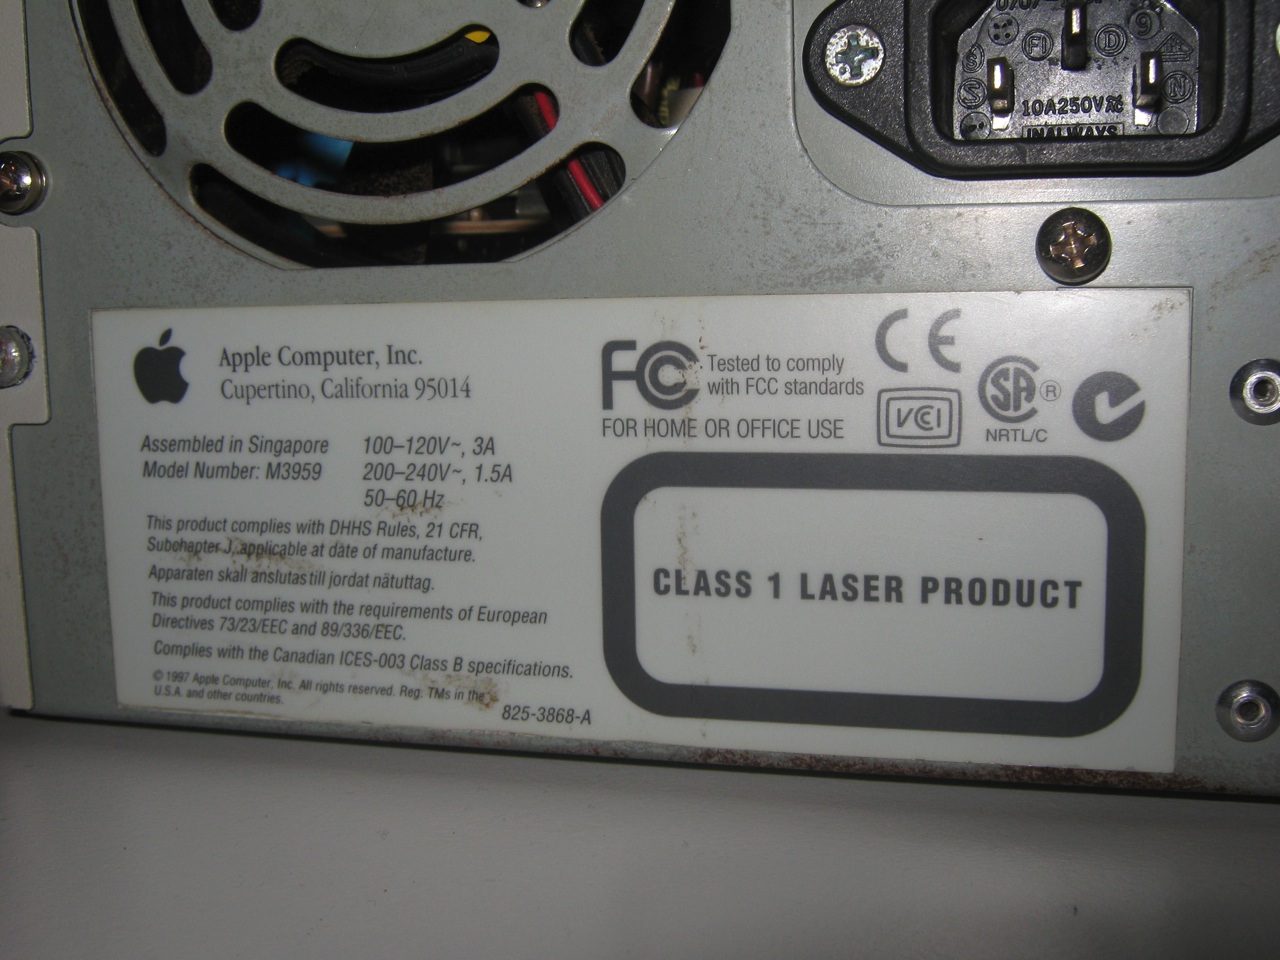 10A250V
INALWAYS
Apple Computer, Inc.
Cupertino, California 95014
Assembled in Singapore
Model Number: M3959
100–120V~, 3A
200–240V~, 1.5A
50–60 Hz
This product complies with DHHS Rules, 21 CFR,
Subchapter J, applicable at date of manufacture.
Apparaten skall anslutas till jordat nätuttag.
This product complies with the requirements of European
Directives 73/23/EEC and 89/336/EEC.
Complies with the Canadian ICES-003 Class B specifications.
© 1997 Apple Computer, Inc. All rights reserved. Reg. TMs in the
U.S.A. and other countries.
825-3868-A
FC
Tested to comply
with FCC standards
FOR HOME OR OFFICE USE
CE
VCI
SA ®
NRTL/C
CLASS 1 LASER PRODUCT